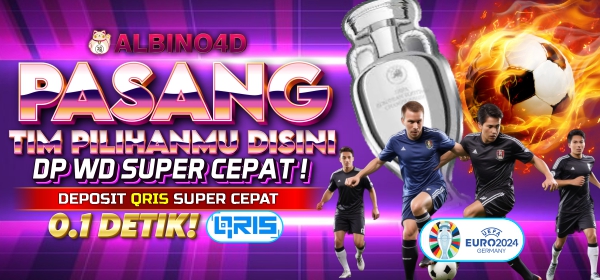 ALBINO4D
PASANG
TIM PILIHANMU DISINI
DP WD SUPER CEPAT !
DEPOSIT QRIS SUPER CEPAT
0.1 DETIK! QRIS
UEFA
EURO2024
GERMANY